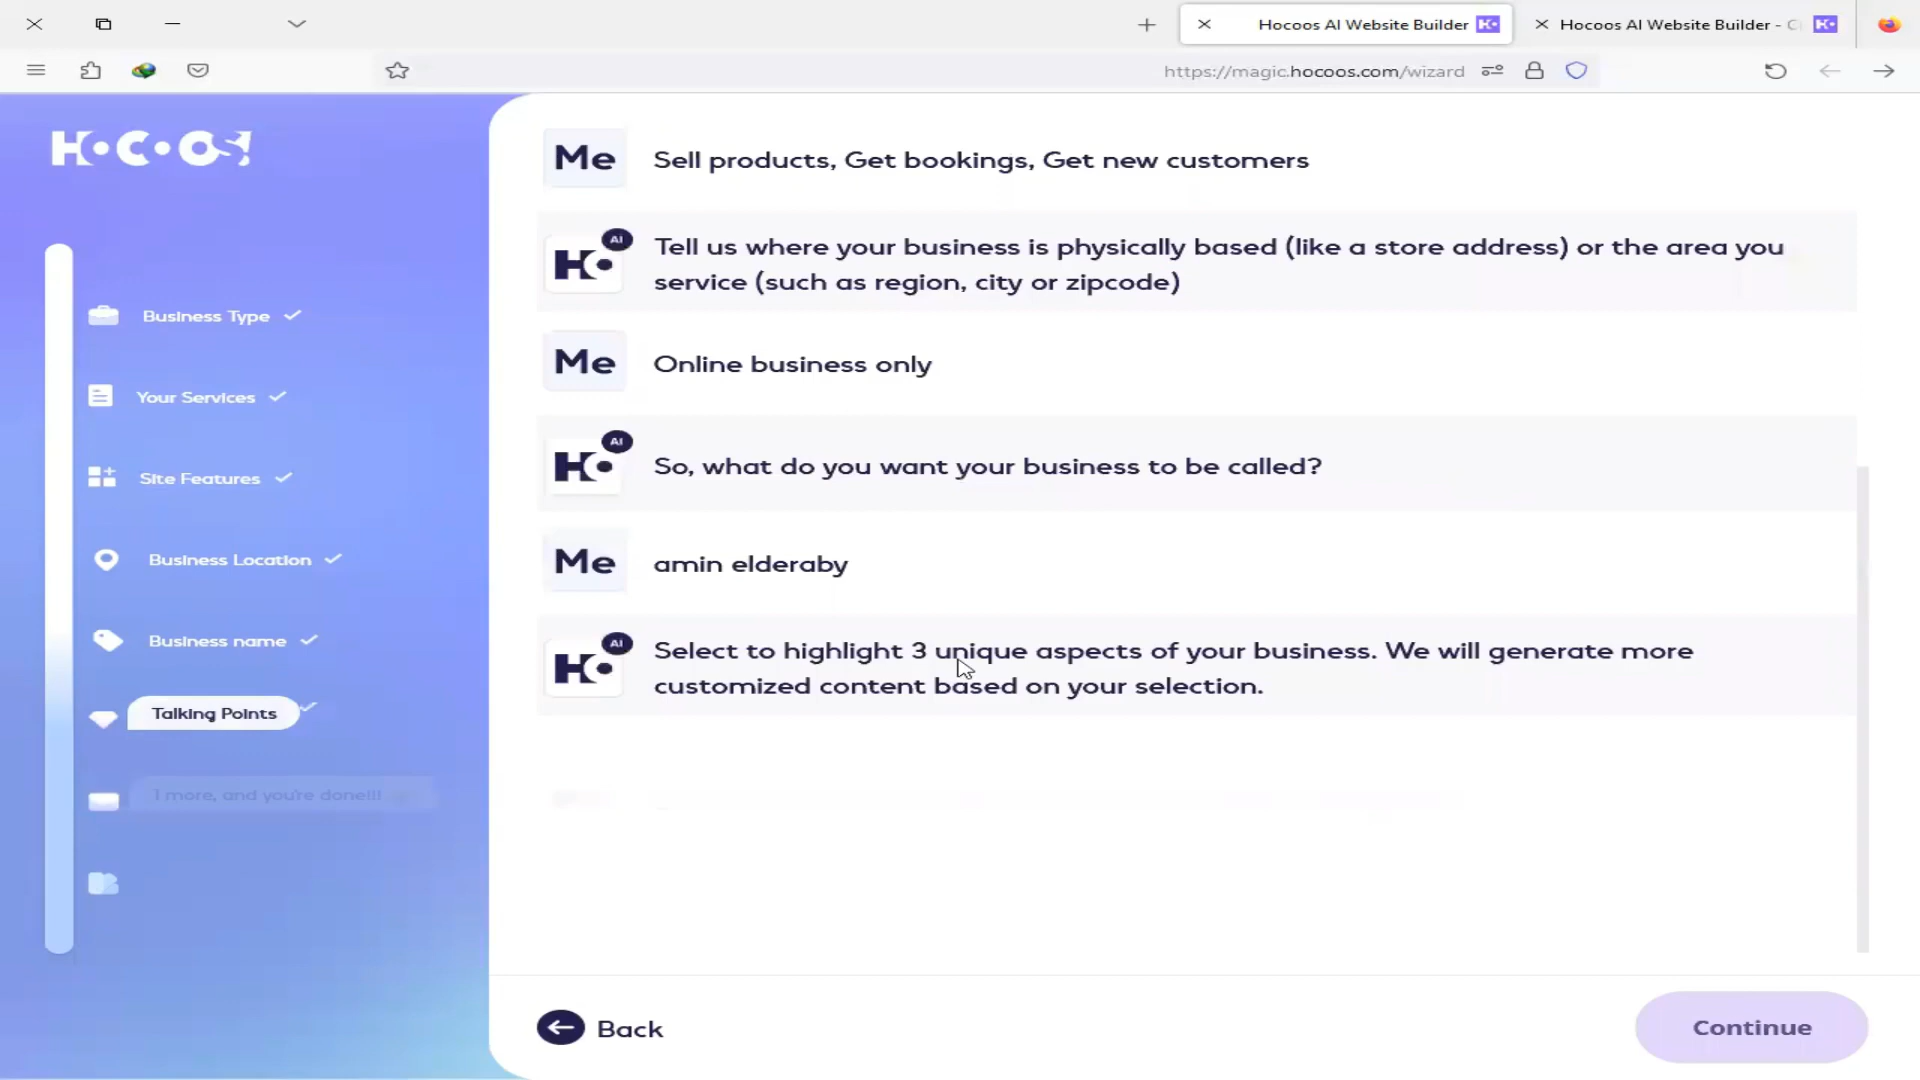 Hocoos AI Website Builder
Hocoos AI Website Builder - C
https://magic.hocoos.com/wizard
HOCOOS!
Business Type
Your Services
Site Features
Business Location
Business name
Talking Points
1 more, and you're done!!!
Me
Sell products, Get bookings, Get new customers
AI
HO
Tell us where your business is physically based (like a store address) or the area you
service (such as region, city or zipcode)
Me
Online business only
AI
HO
So, what do you want your business to be called?
Me
amin elderaby
AI
HO
Select to highlight 3 unique aspects of your business. We will generate more
customized content based on your selection.
Back
Continue